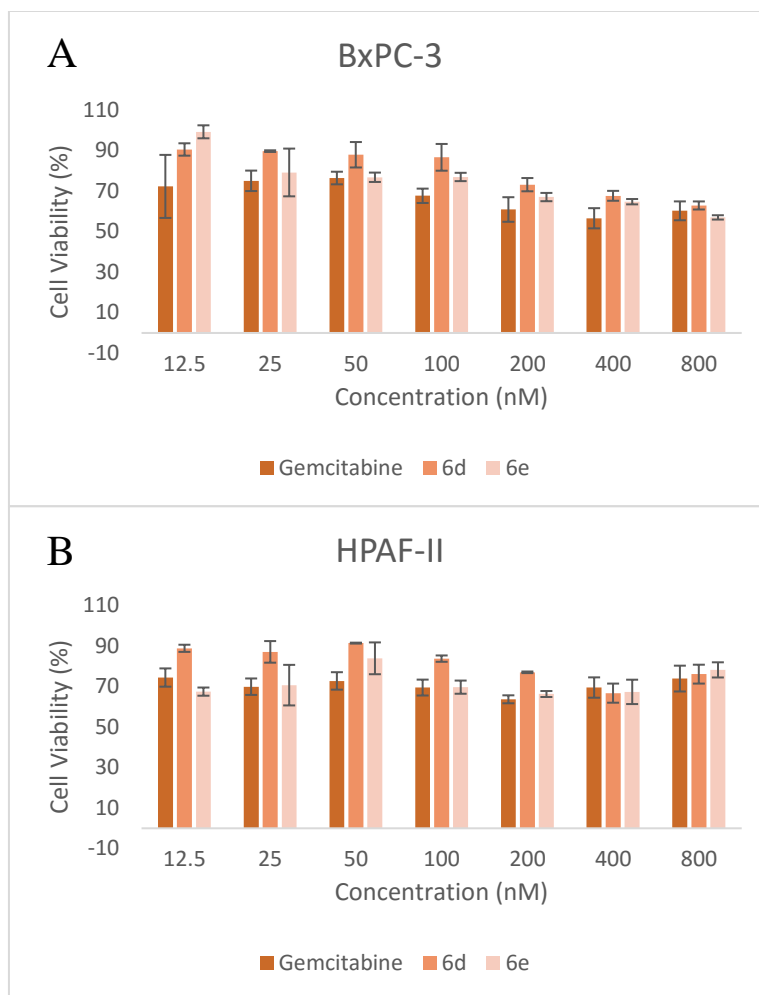 A
BxPC-3
110
90
70
50
30
10
-10
Cell Viability (%)
12.5 25 50 100 200 400 800
Concentration (nM)
Gemcitabine 6d 6e
B
HPAF-II
110
90
70
50
30
10
-10
Cell Viability (%)
12.5 25 50 100 200 400 800
Concentration (nM)
Gemcitabine 6d 6e